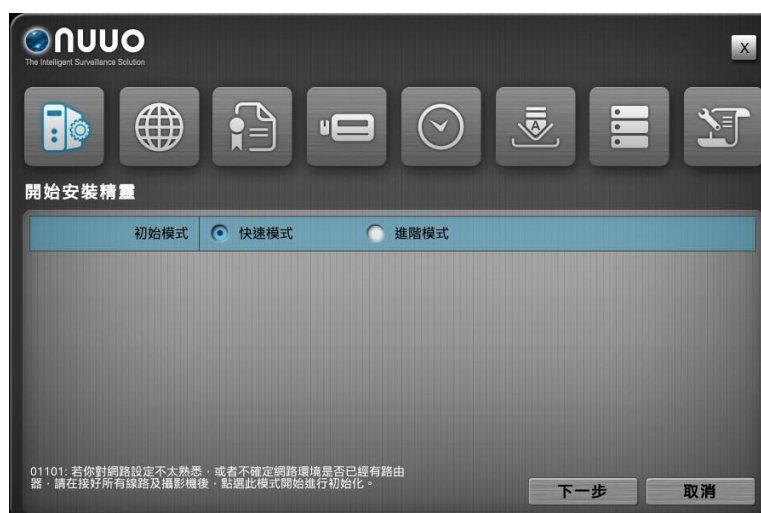 nuuo
The Intelligent Surveillance Solution
X
A
開始安裝精靈
初始模式 快速模式 進階模式
01101: 若你對網路設定不太熟悉，或者不確定網路環境是否已經有路由
器，請在接好所有線路及攝影機後，點選此模式開始進行初始化。
下一步 取消